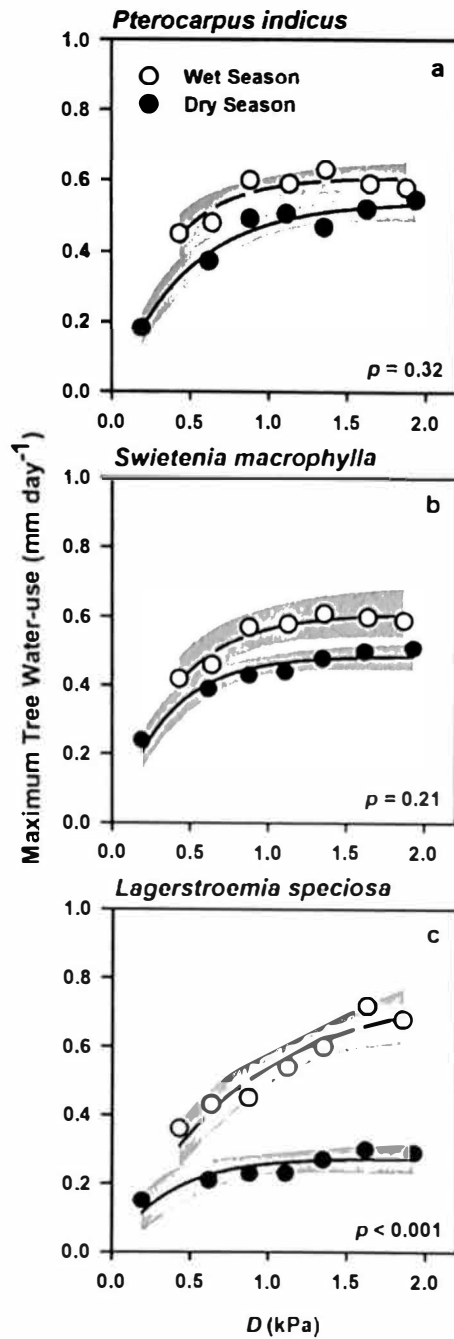 Pterocarpus indicus
1.0
a
Wet Season
Dry Season
0.8
0.6
0.4
0.2
p = 0.32
0.0
0.0 0.5 1.0 1.5 2.0
Swietenia macrophylla
1.0
b
0.8
0.6
0.4
0.2
p = 0.21
0.0
0.0 0.5 1.0 1.5 2.0
Maximum Tree Water-use (mm day-1)
Lagerstroemia speciosa
1.0
c
0.8
0.6
0.4
0.2
p < 0.001
0.0
0.0 0.5 1.0 1.5 2.0
D (kPa)